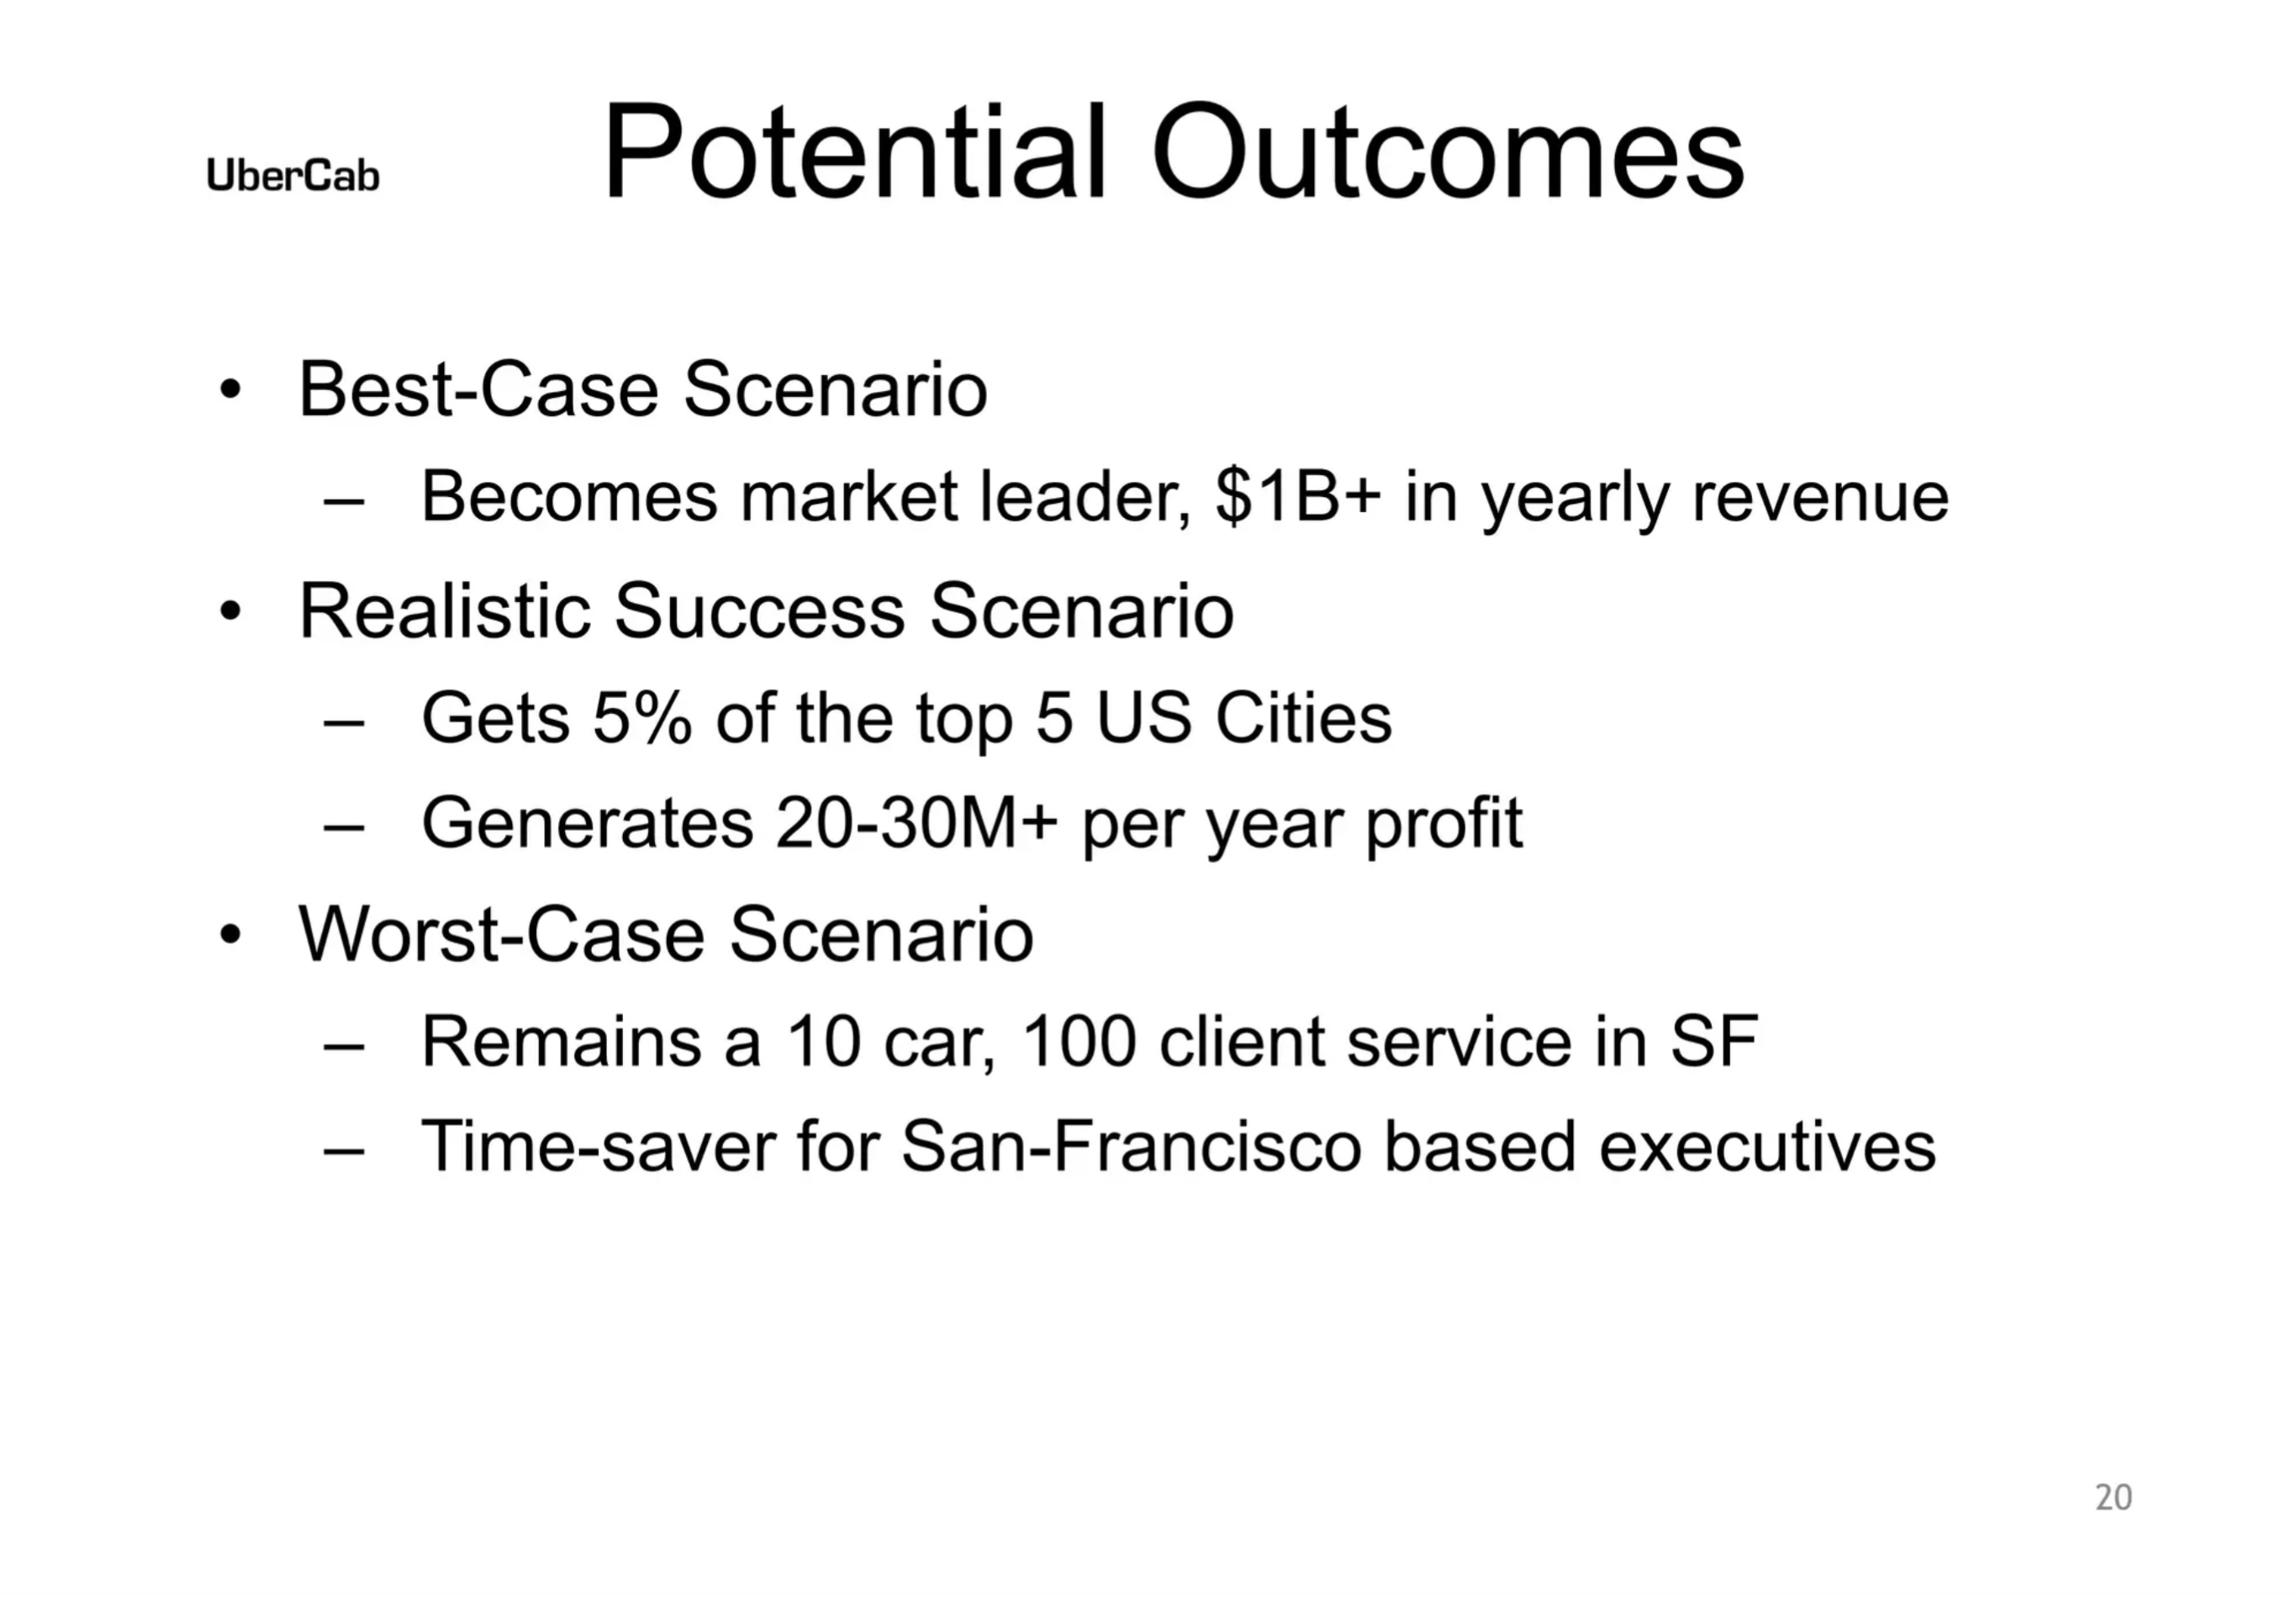 UberCab
Potential Outcomes
• Best-Case Scenario
– Becomes market leader, $1B+ in yearly revenue
• Realistic Success Scenario
– Gets 5% of the top 5 US Cities
– Generates 20-30M+ per year profit
• Worst-Case Scenario
– Remains a 10 car, 100 client service in SF
– Time-saver for San-Francisco based executives
20